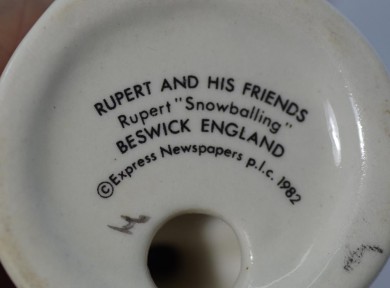 RUPERT AND HIS FRIENDS
Rupert "Snowballing"
BESWICK ENGLAND
©Express Newspapers p.l.c. 1982